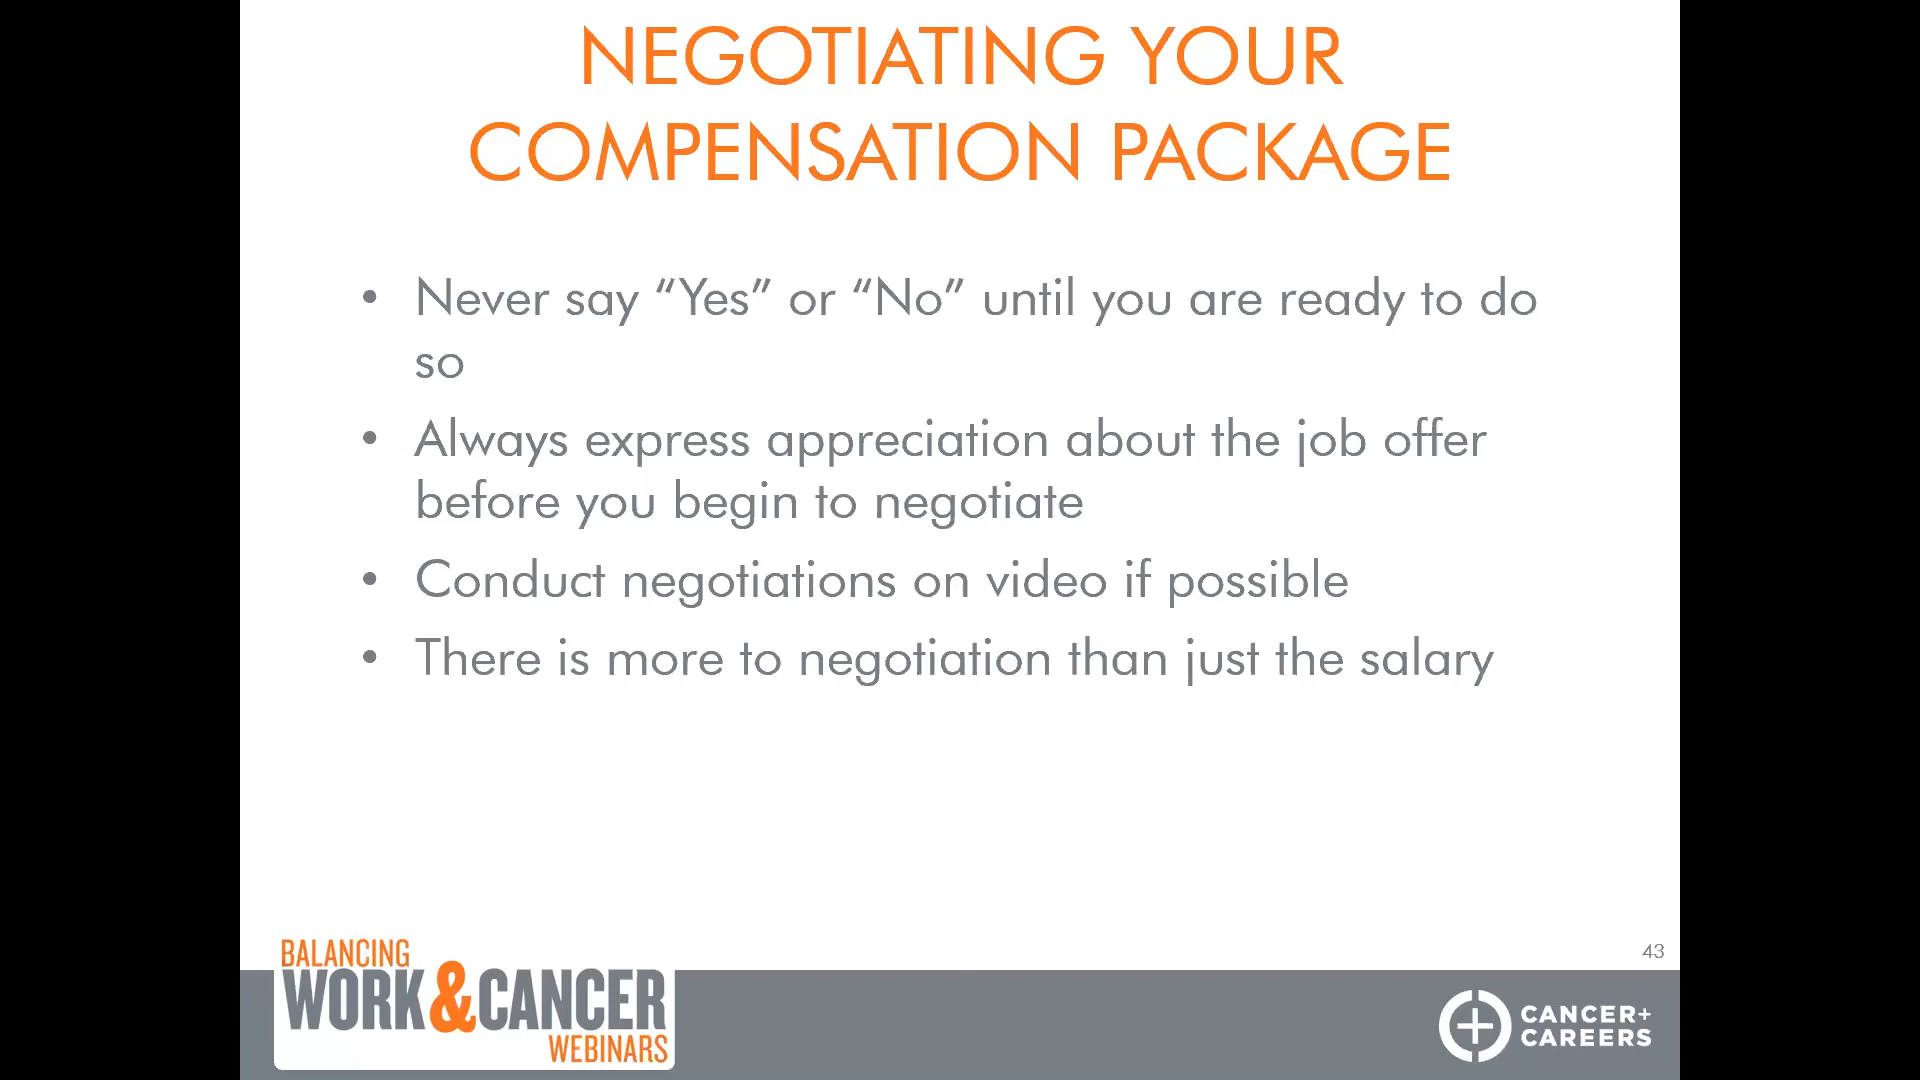 NEGOTIATING YOUR
COMPENSATION PACKAGE
• Never say “Yes” or “No” until you are ready to do
so
• Always express appreciation about the job offer
before you begin to negotiate
• Conduct negotiations on video if possible
• There is more to negotiation than just the salary
43
BALANCING
WORK&CANCER
WEBINARS
CANCER+
CAREERS